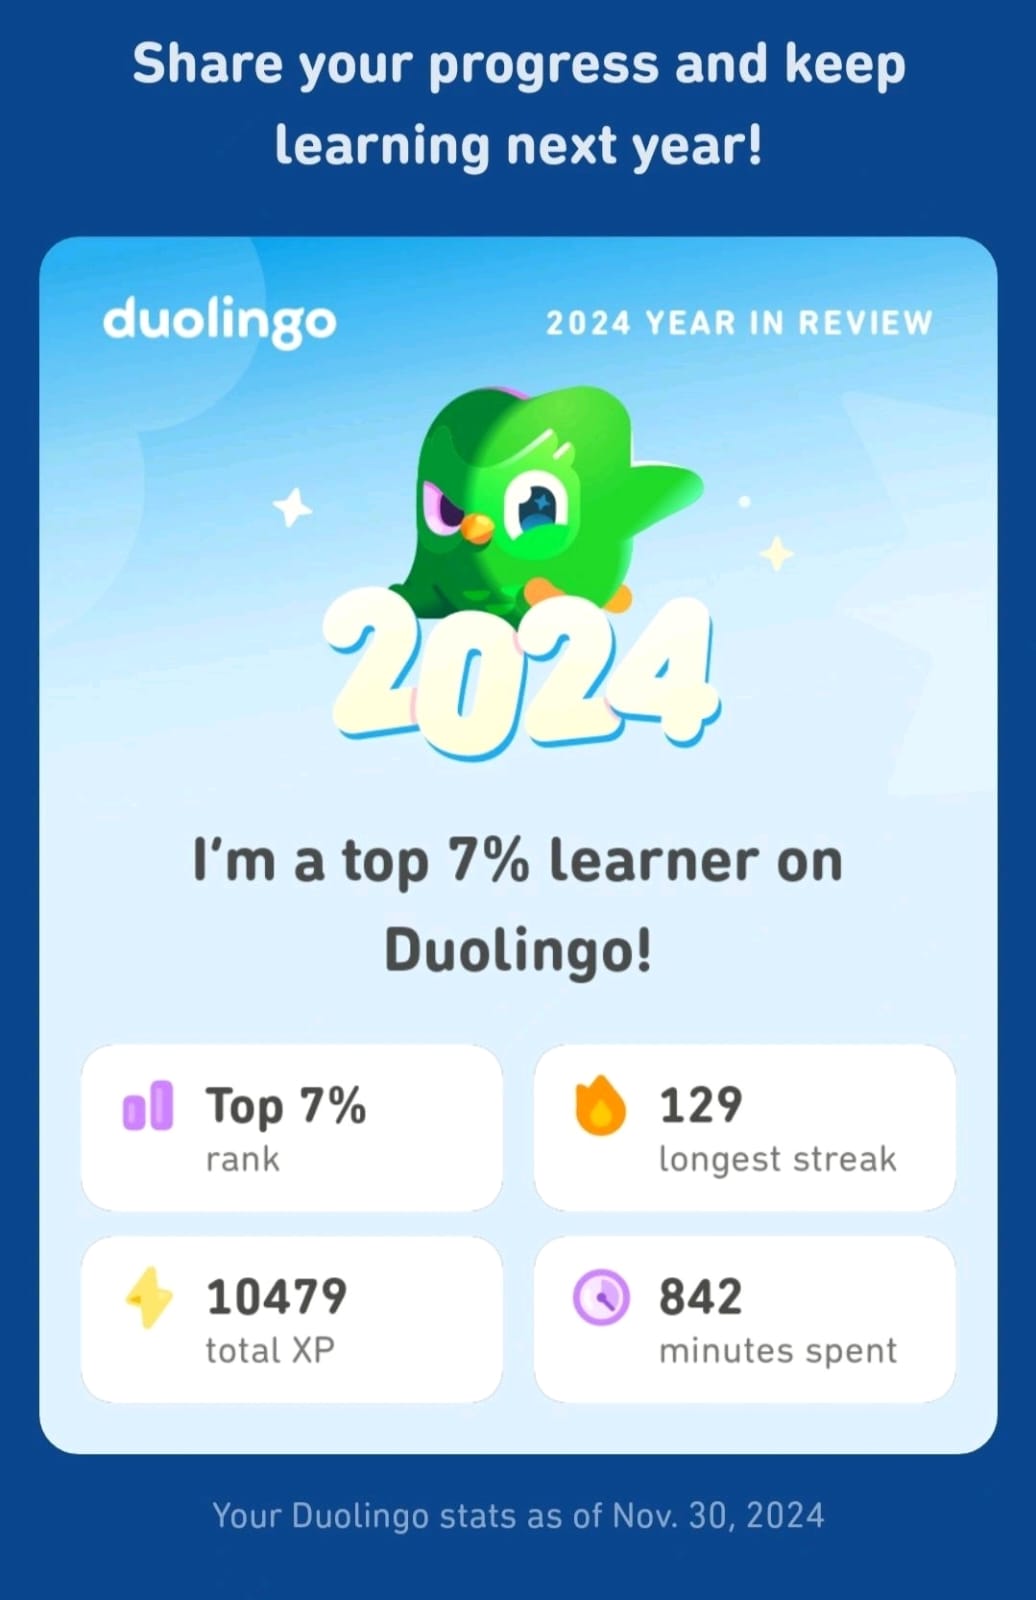 Share your progress and keep
learning next year!
duolingo
2024 YEAR IN REVIEW
2024
I'm a top 7% learner on
Duolingo!
Top 7%
rank
129
longest streak
10479
total XP
842
minutes spent
Your Duolingo stats as of Nov. 30, 2024